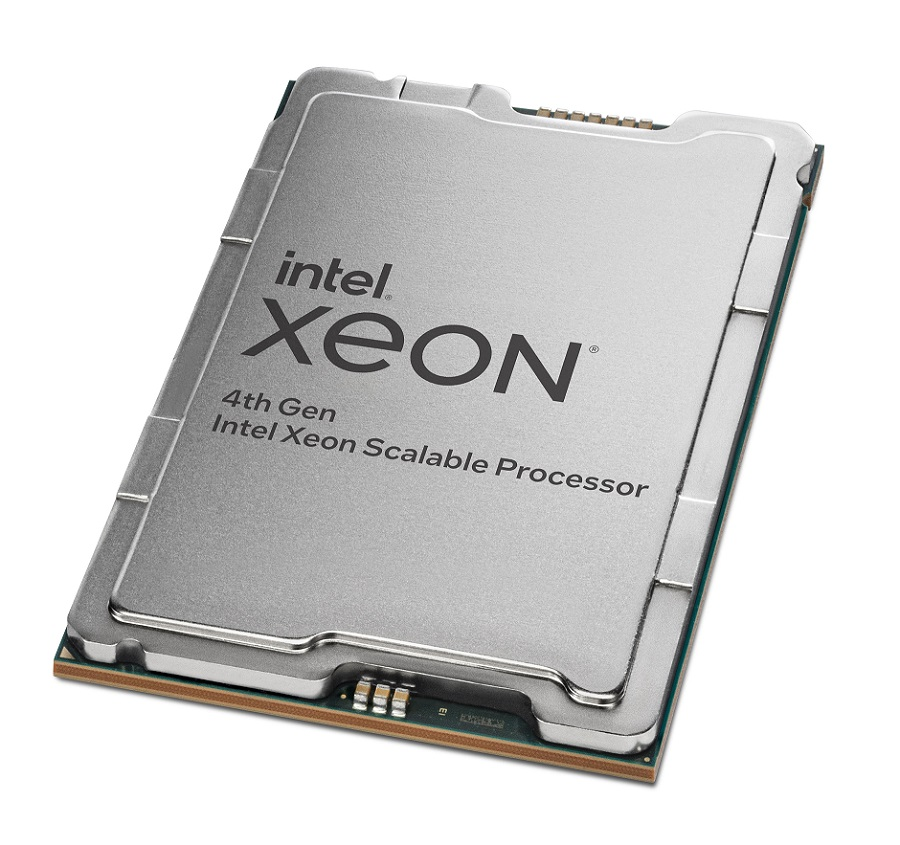 intel®
xeon®
4th Gen
Intel Xeon Scalable Processor